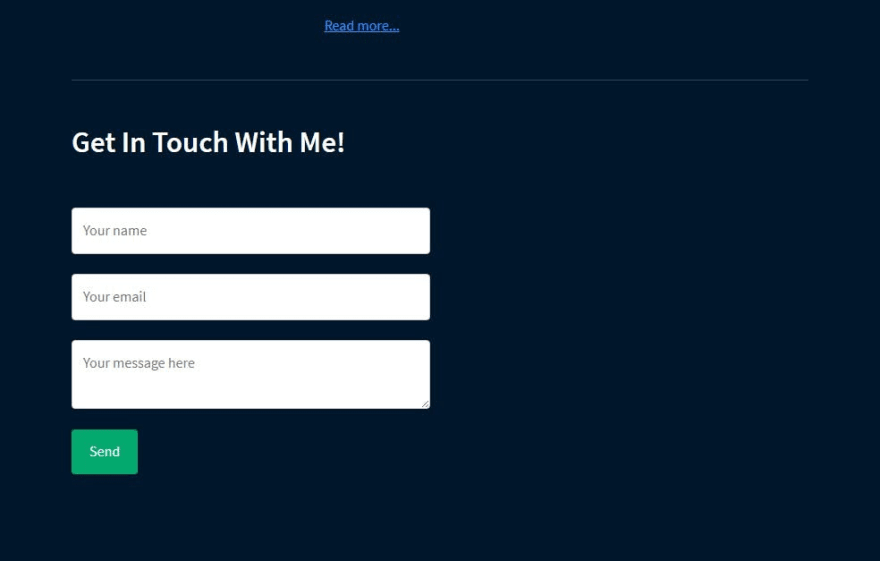 Read more...
Get In Touch With Me!
Your name
Your email
Your message here
Send